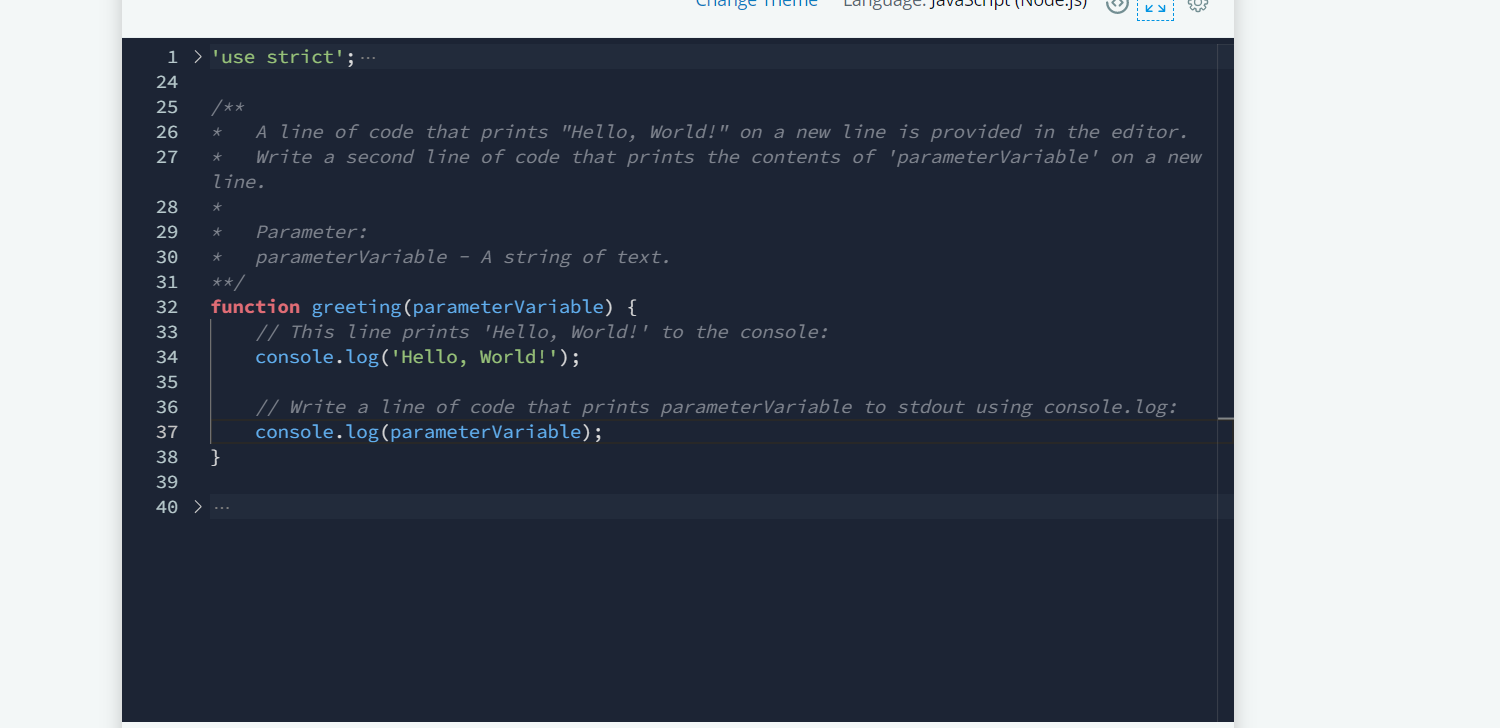 Change Theme Language: JavaScript (Node.js)
1 'use strict';···
24
25 /**
26 *   A line of code that prints "Hello, World!" on a new line is provided in the editor.
27 *   Write a second line of code that prints the contents of 'parameterVariable' on a new
line.
28 *
29 *   Parameter:
30 *   parameterVariable - A string of text.
31 **/
32 function greeting(parameterVariable) {
33     // This line prints 'Hello, World!' to the console:
34     console.log('Hello, World!');
35
36     // Write a line of code that prints parameterVariable to stdout using console.log:
37     console.log(parameterVariable);
38 }
39
40 ···